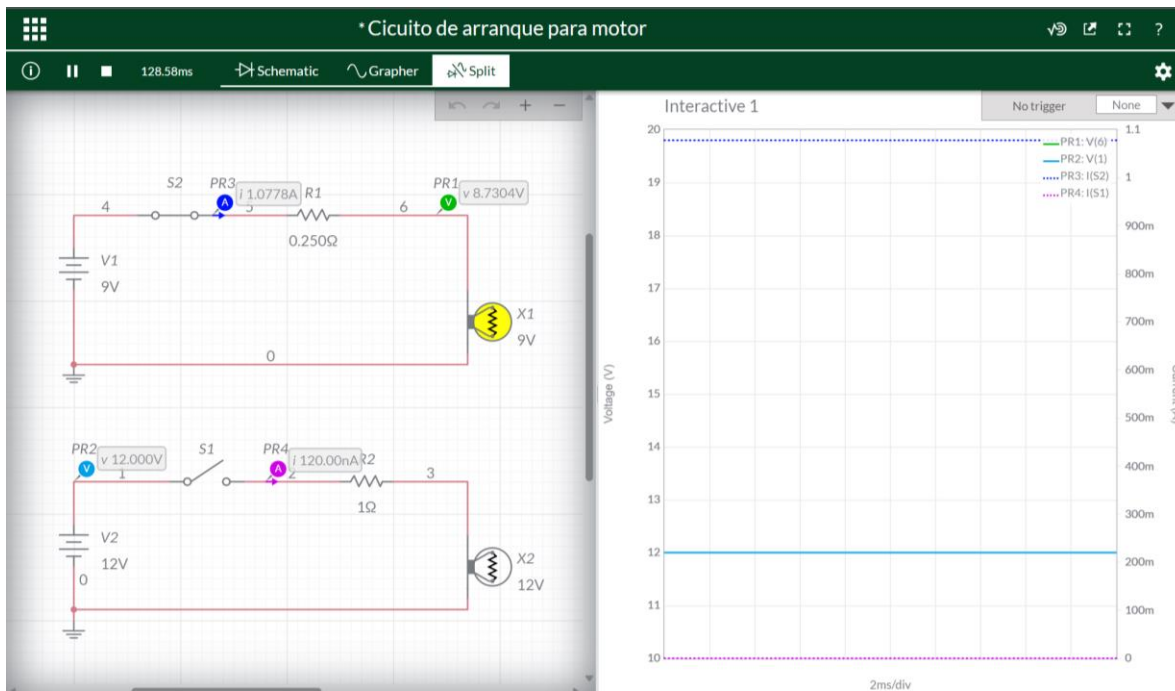 *Cicuito de arranque para motor
?
128.58ms
Schematic
Grapher
Split
Interactive 1
No trigger
None
S2
PR3
i 1.0778A
R1
PR1
v 8.7304V
4
6
0.250Ω
V1
9V
X1
9V
0
PR2
v 12.000V
S1
PR4
i 120.00nA
R2
1
2
3
1Ω
V2
12V
0
X2
12V
20
19
18
17
16
15
14
13
12
11
10
Voltage (V)
PR1: V(6)
PR2: V(1)
PR3: I(S2)
PR4: I(S1)
1.1
1
900m
800m
700m
600m
500m
400m
300m
200m
100m
0
2ms/div